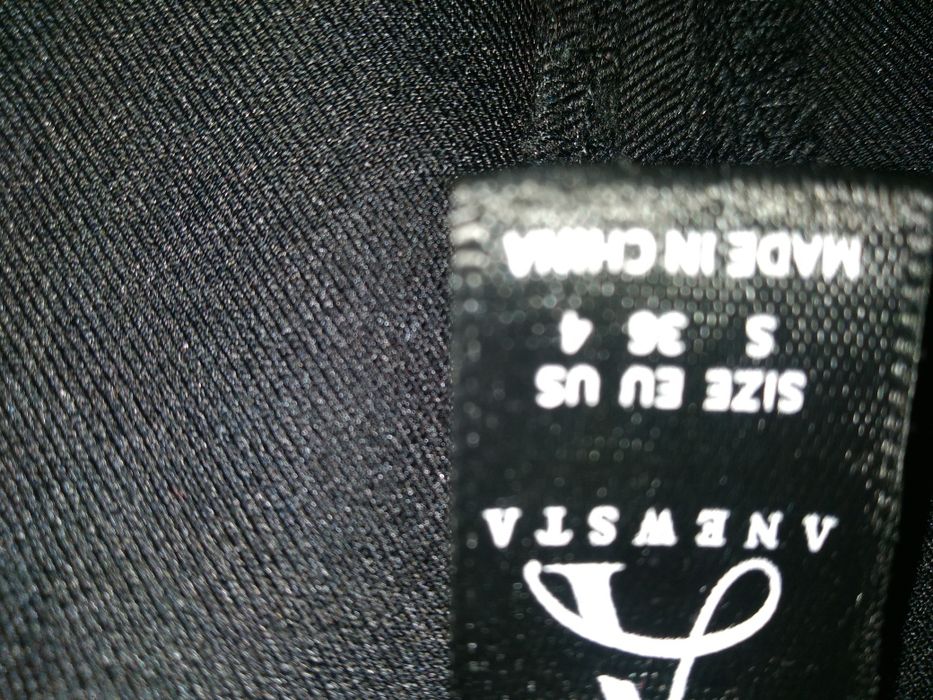 ANEWSTA
SIZE EU US
S 36 4
MADE IN CHINA